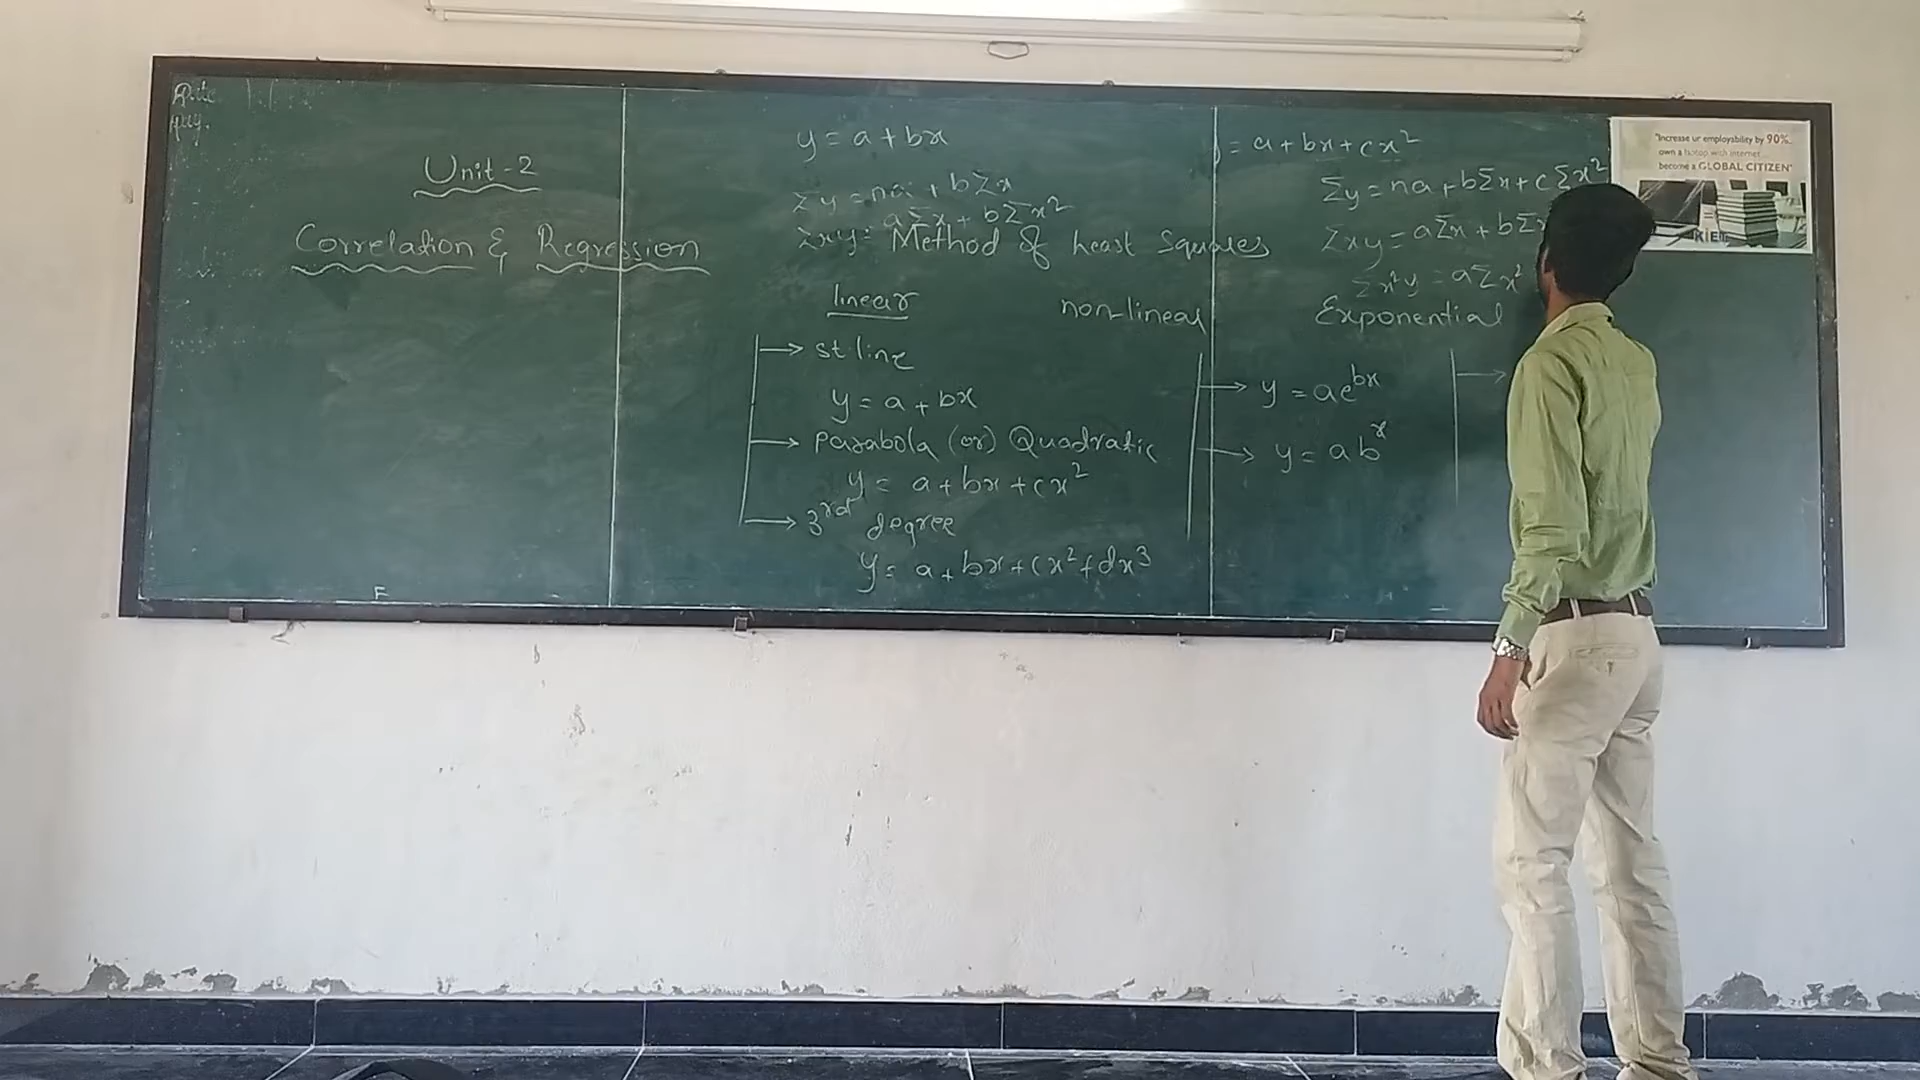 Unit-2
Correlation & Regression
y = a + bx
Σy = na + bΣx
Σxy = aΣx + bΣx²
Method of Least Squares
linear
→ st.line
y = a + bx
→ Parabola (or) Quadratic
y = a + bx + cx²
→ 3rd degree
y = a + bx + cx² + dx³
non-linear
→ y = ae^bx
→ y = ab^x
= a + bx + cx²
Σy = na + bΣx + cΣx²
Σxy = aΣx + bΣ
Σx²y = aΣx²
Exponential
"Increase ur employability by 90%.
own a laptop with internet
become a GLOBAL CITIZEN"